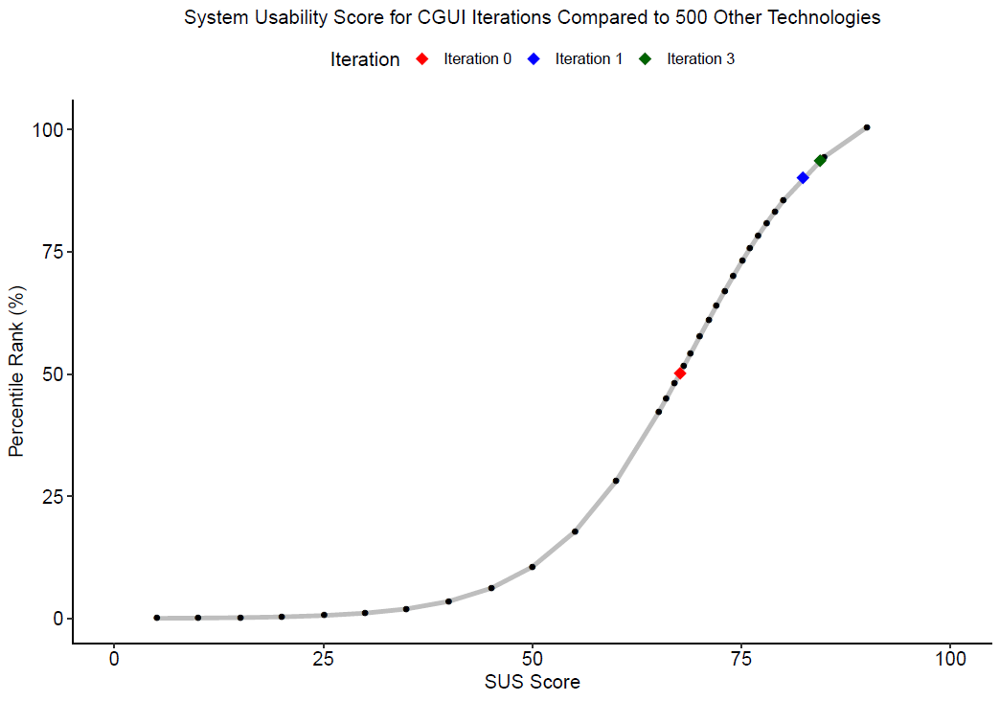 System Usability Score for CGUI Iterations Compared to 500 Other Technologies
Iteration Iteration 0 Iteration 1 Iteration 3
100
75
50
25
0
Percentile Rank (%)
0 25 50 75 100
SUS Score